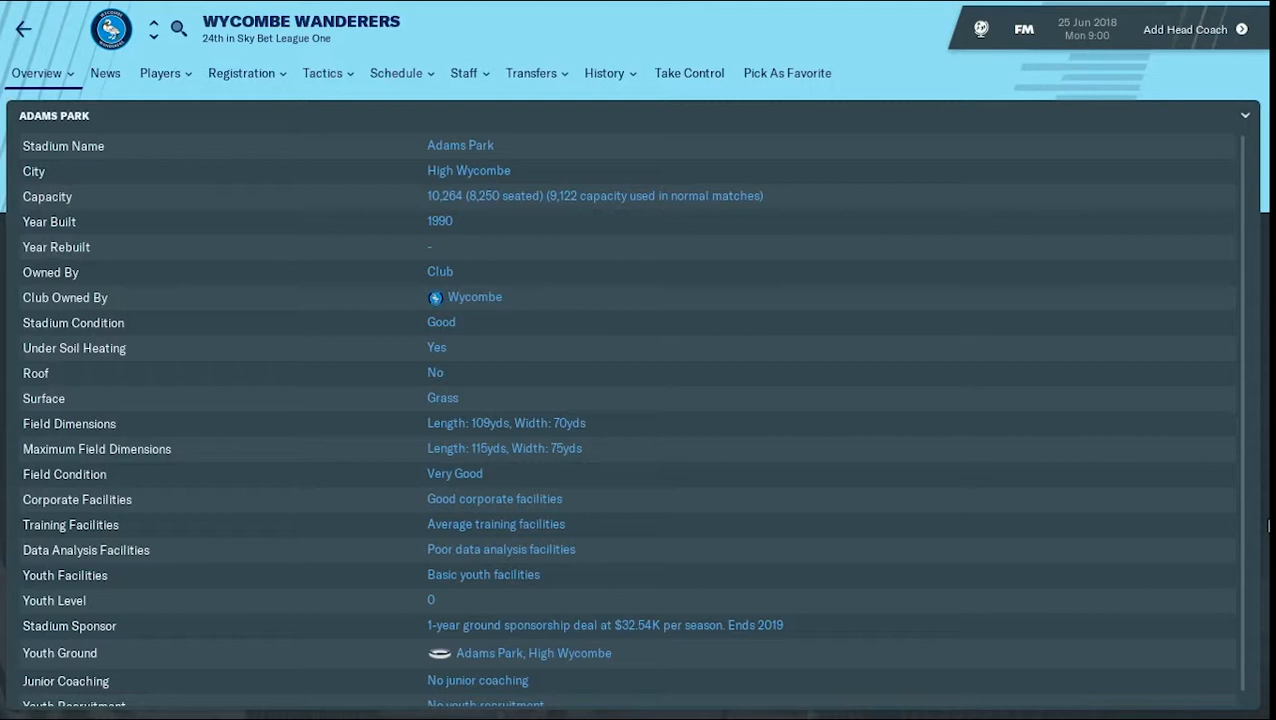 WYCOMBE WANDERERS
24th in Sky Bet League One
FM
25 Jun 2018
Mon 9:00
Add Head Coach
Overview
News
Players
Registration
Tactics
Schedule
Staff
Transfers
History
Take Control
Pick As Favorite
ADAMS PARK
Stadium Name Adams Park
City High Wycombe
Capacity 10,264 (8,250 seated) (9,122 capacity used in normal matches)
Year Built 1990
Year Rebuilt -
Owned By Club
Club Owned By Wycombe
Stadium Condition Good
Under Soil Heating Yes
Roof No
Surface Grass
Field Dimensions Length: 109yds, Width: 70yds
Maximum Field Dimensions Length: 115yds, Width: 75yds
Field Condition Very Good
Corporate Facilities Good corporate facilities
Training Facilities Average training facilities
Data Analysis Facilities Poor data analysis facilities
Youth Facilities Basic youth facilities
Youth Level 0
Stadium Sponsor 1-year ground sponsorship deal at $32.54K per season. Ends 2019
Youth Ground Adams Park, High Wycombe
Junior Coaching No junior coaching
Youth Recruitment No youth recruitment